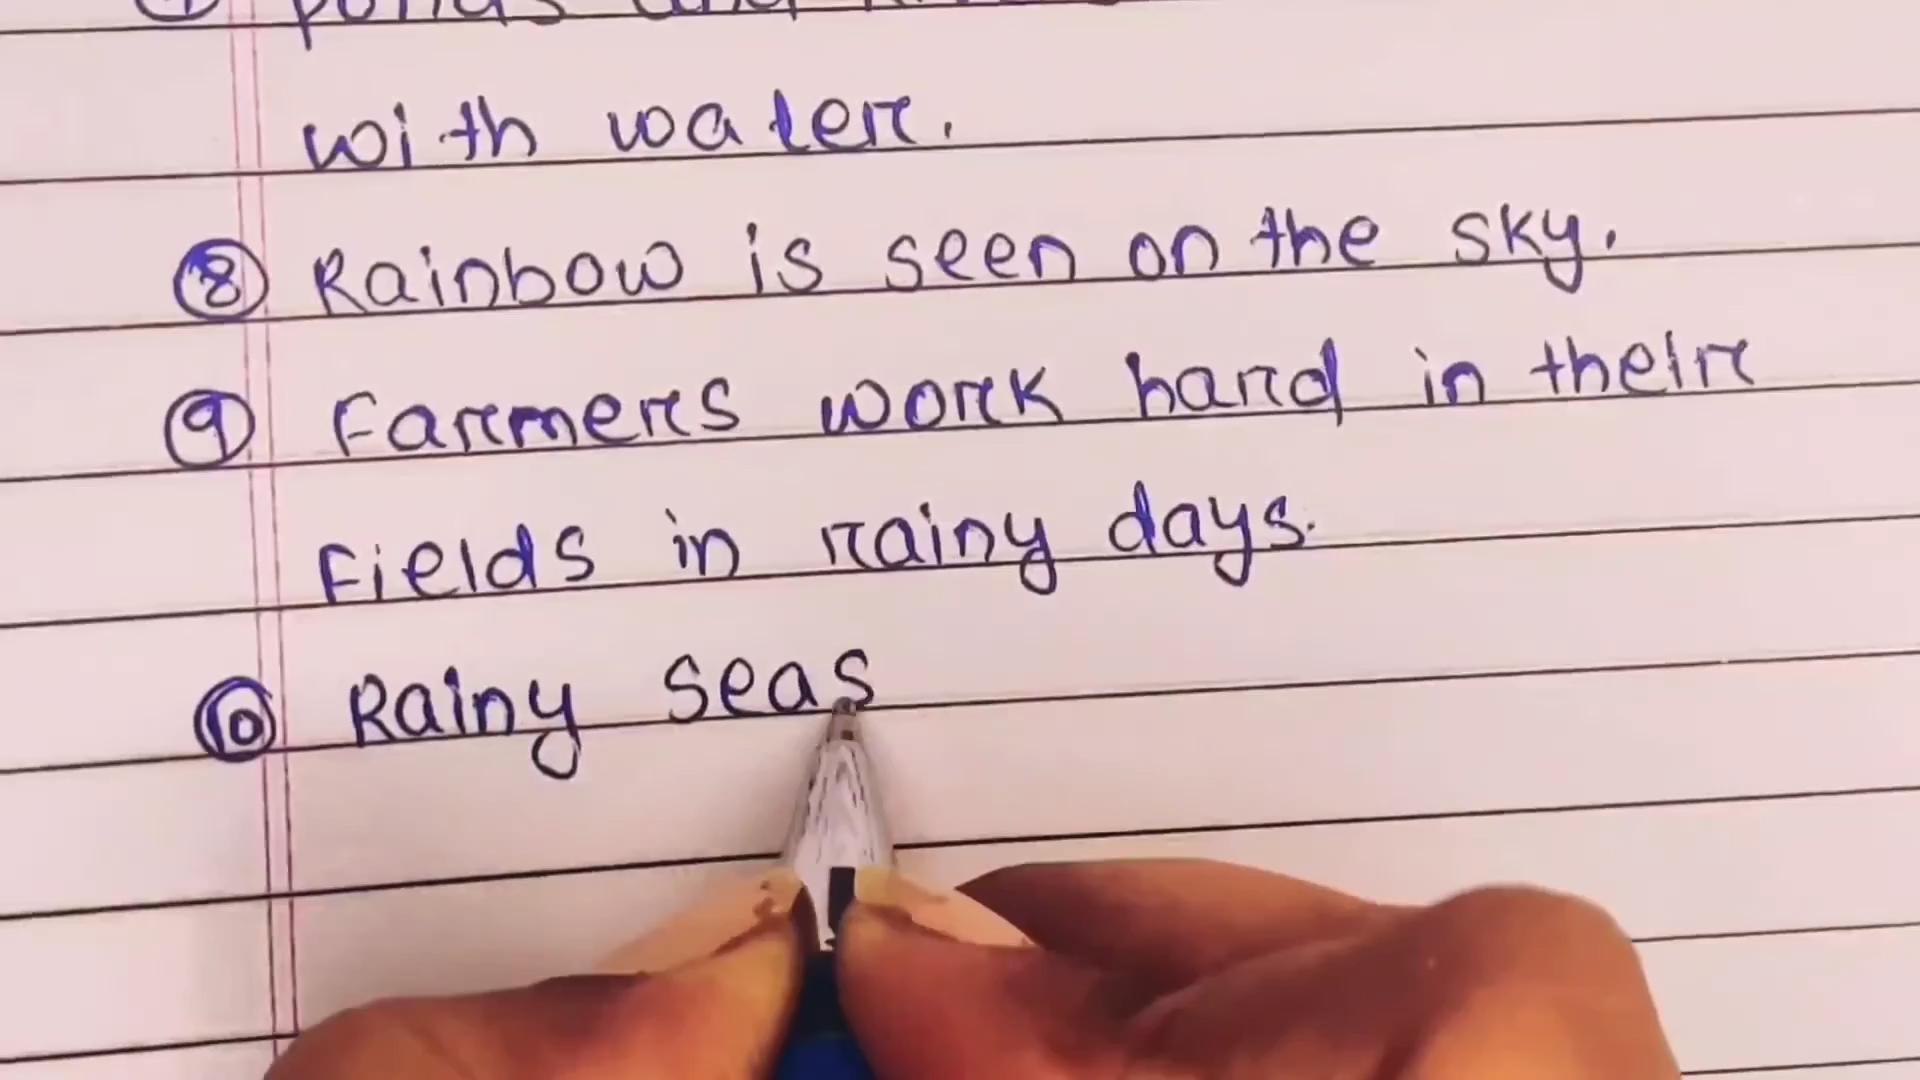 with water.
8 Rainbow is seen on the sky.
9 Farmers work hard in their
Fields in rainy days.
10 Rainy seas